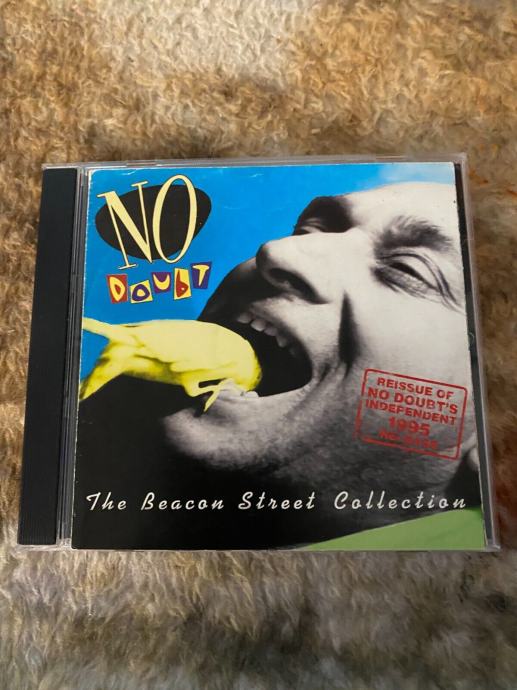 NO
DOUBT
REISSUE OF
NO DOUBT'S
INDEPENDENT
1995
The Beacon Street Collection